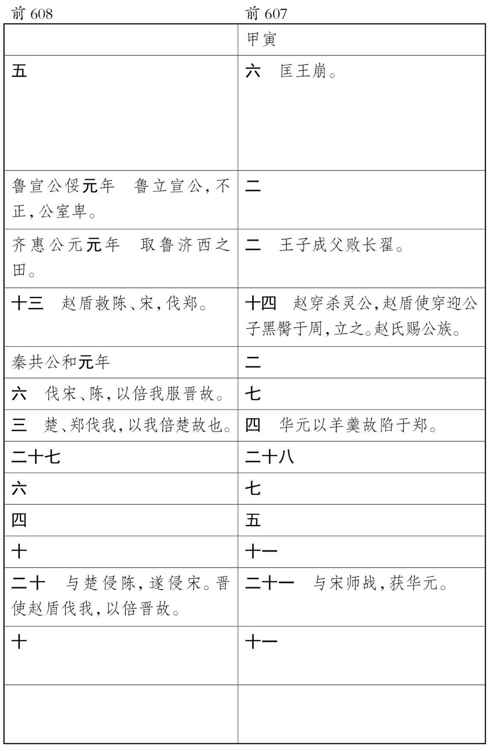 前 608 前 607
甲寅
五 六 匡王崩。
鲁宣公俀元年 鲁立宣公,不 二
正,公室卑。
齐惠公元元年 取鲁济西之 二 王子成父败长翟。
田。
十三 赵盾救陈、宋,伐郑。 十四 赵穿杀灵公,赵盾使穿迎公
子黑臀于周,立之。赵氏赐公族。
秦共公和元年 二
六 伐宋、陈,以倍我服晋故。 七
三 楚、郑伐我,以我倍楚故也。 四 华元以羊羹故陷于郑。
二十七 二十八
六 七
四 五
十 十一
二十 与楚侵陈,遂侵宋。晋 二十一 与宋师战,获华元。
使赵盾伐我,以倍晋故。
十 十一